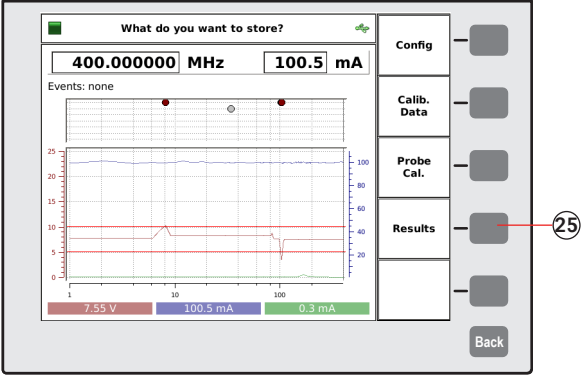 What do you want to store?
400.000000 MHz 100.5 mA
Events: none
25
20
15
10
5
0
100
80
60
40
20
1 10 100
7.55 V 100.5 mA 0.3 mA
Config
Calib.
Data
Probe
Cal.
Results
Back
25